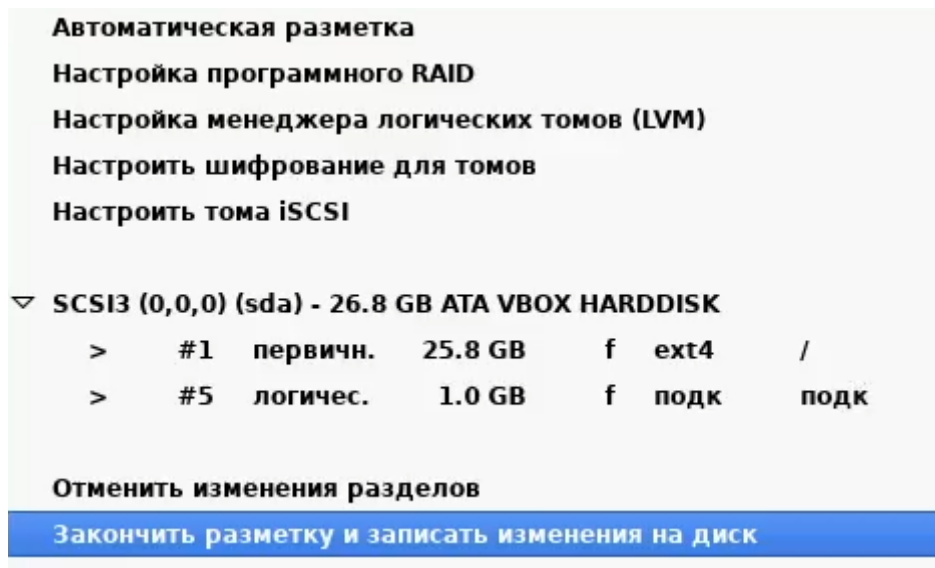 Автоматическая разметка
Настройка программного RAID
Настройка менеджера логических томов (LVM)
Настроить шифрование для томов
Настроить тома iSCSI
SCSI3 (0,0,0) (sda) - 26.8 GB ATA VBOX HARDDISK
> #1 первичн. 25.8 GB f ext4 /
> #5 логичес. 1.0 GB f подк подк
Отменить изменения разделов
Закончить разметку и записать изменения на диск